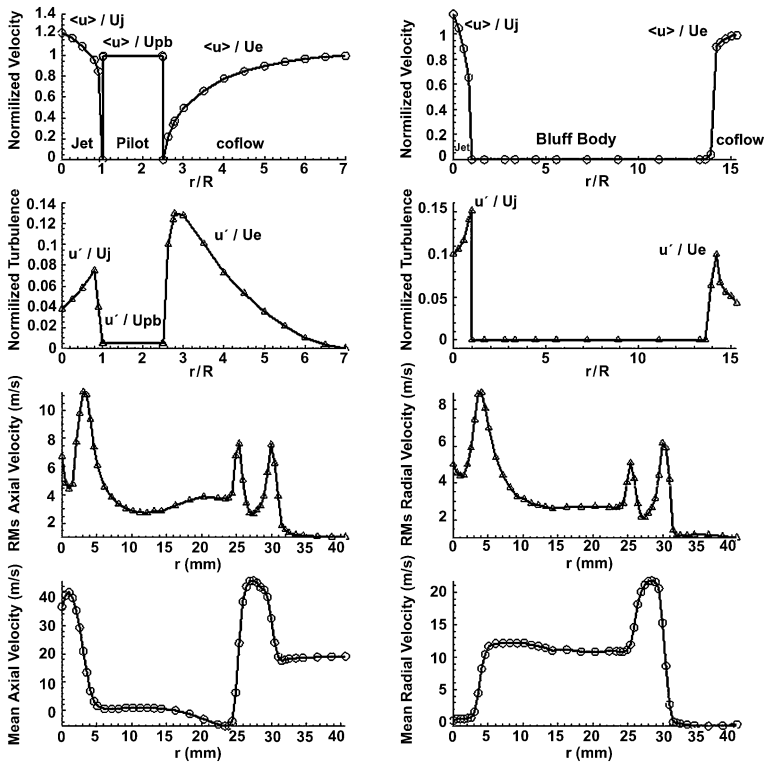 Normilized Velocity
1.4
1.2
1
0.8
0.6
0.4
0.2
0
<u> / Uj
<u> / Upb
<u> / Ue
Jet
Pilot
coflow
0 1 2 3 4 5 6 7
r/R
Normilized Velocity
1
0.8
0.6
0.4
0.2
0
<u> / Uj
<u> / Ue
Jet
Bluff Body
coflow
0 5 10 15
r/R
Normilized Turbulence
0.14
0.12
0.1
0.08
0.06
0.04
0.02
0
u´ / Uj
u´ / Upb
u´ / Ue
0 1 2 3 4 5 6 7
r/R
Normilized Turbulence
0.15
0.1
0.05
0
u´ / Uj
u´ / Ue
0 5 10 15
r/R
RMs Axial Velocity (m/s)
10
8
6
4
2
0 5 10 15 20 25 30 35 40
r (mm)
RMs Radial Velocity (m/s)
8
6
4
2
0 5 10 15 20 25 30 35 40
r (mm)
Mean Axial Velocity (m/s)
40
30
20
10
0
0 5 10 15 20 25 30 35 40
r (mm)
Mean Radial Velocity (m/s)
20
15
10
5
0
0 5 10 15 20 25 30 35 40
r (mm)